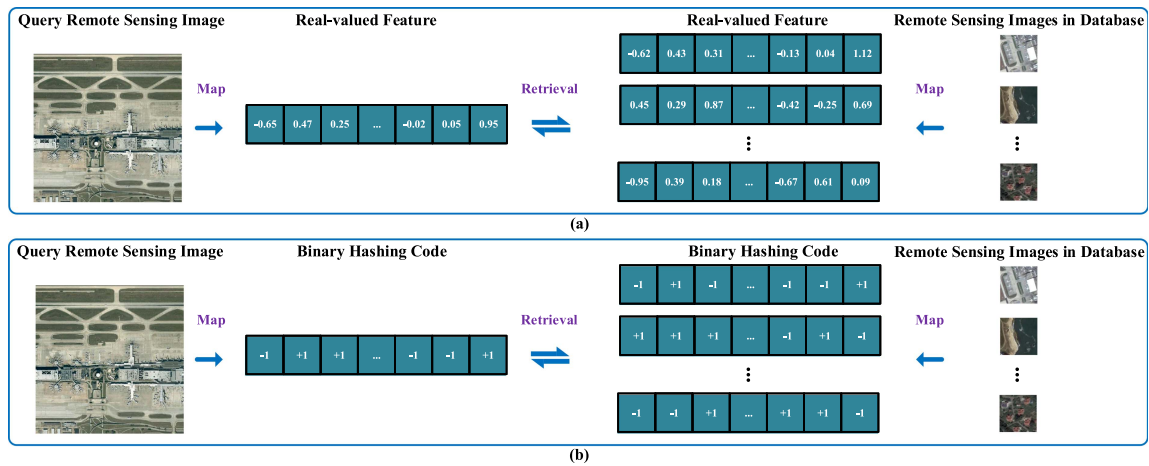 Query Remote Sensing Image
Real-valued Feature
Real-valued Feature
Remote Sensing Images in Database
Map
-0.65 0.47 0.25 ... -0.02 0.05 0.95
Retrieval
-0.62 0.43 0.31 ... -0.13 0.04 1.12
0.45 0.29 0.87 ... -0.42 -0.25 0.69
-0.95 0.39 0.18 ... -0.67 0.61 0.09
Map
(a)
Query Remote Sensing Image
Binary Hashing Code
Binary Hashing Code
Remote Sensing Images in Database
Map
-1 +1 +1 ... -1 -1 +1
Retrieval
-1 +1 -1 ... -1 -1 +1
+1 +1 +1 ... -1 +1 -1
-1 -1 +1 ... +1 +1 -1
Map
(b)